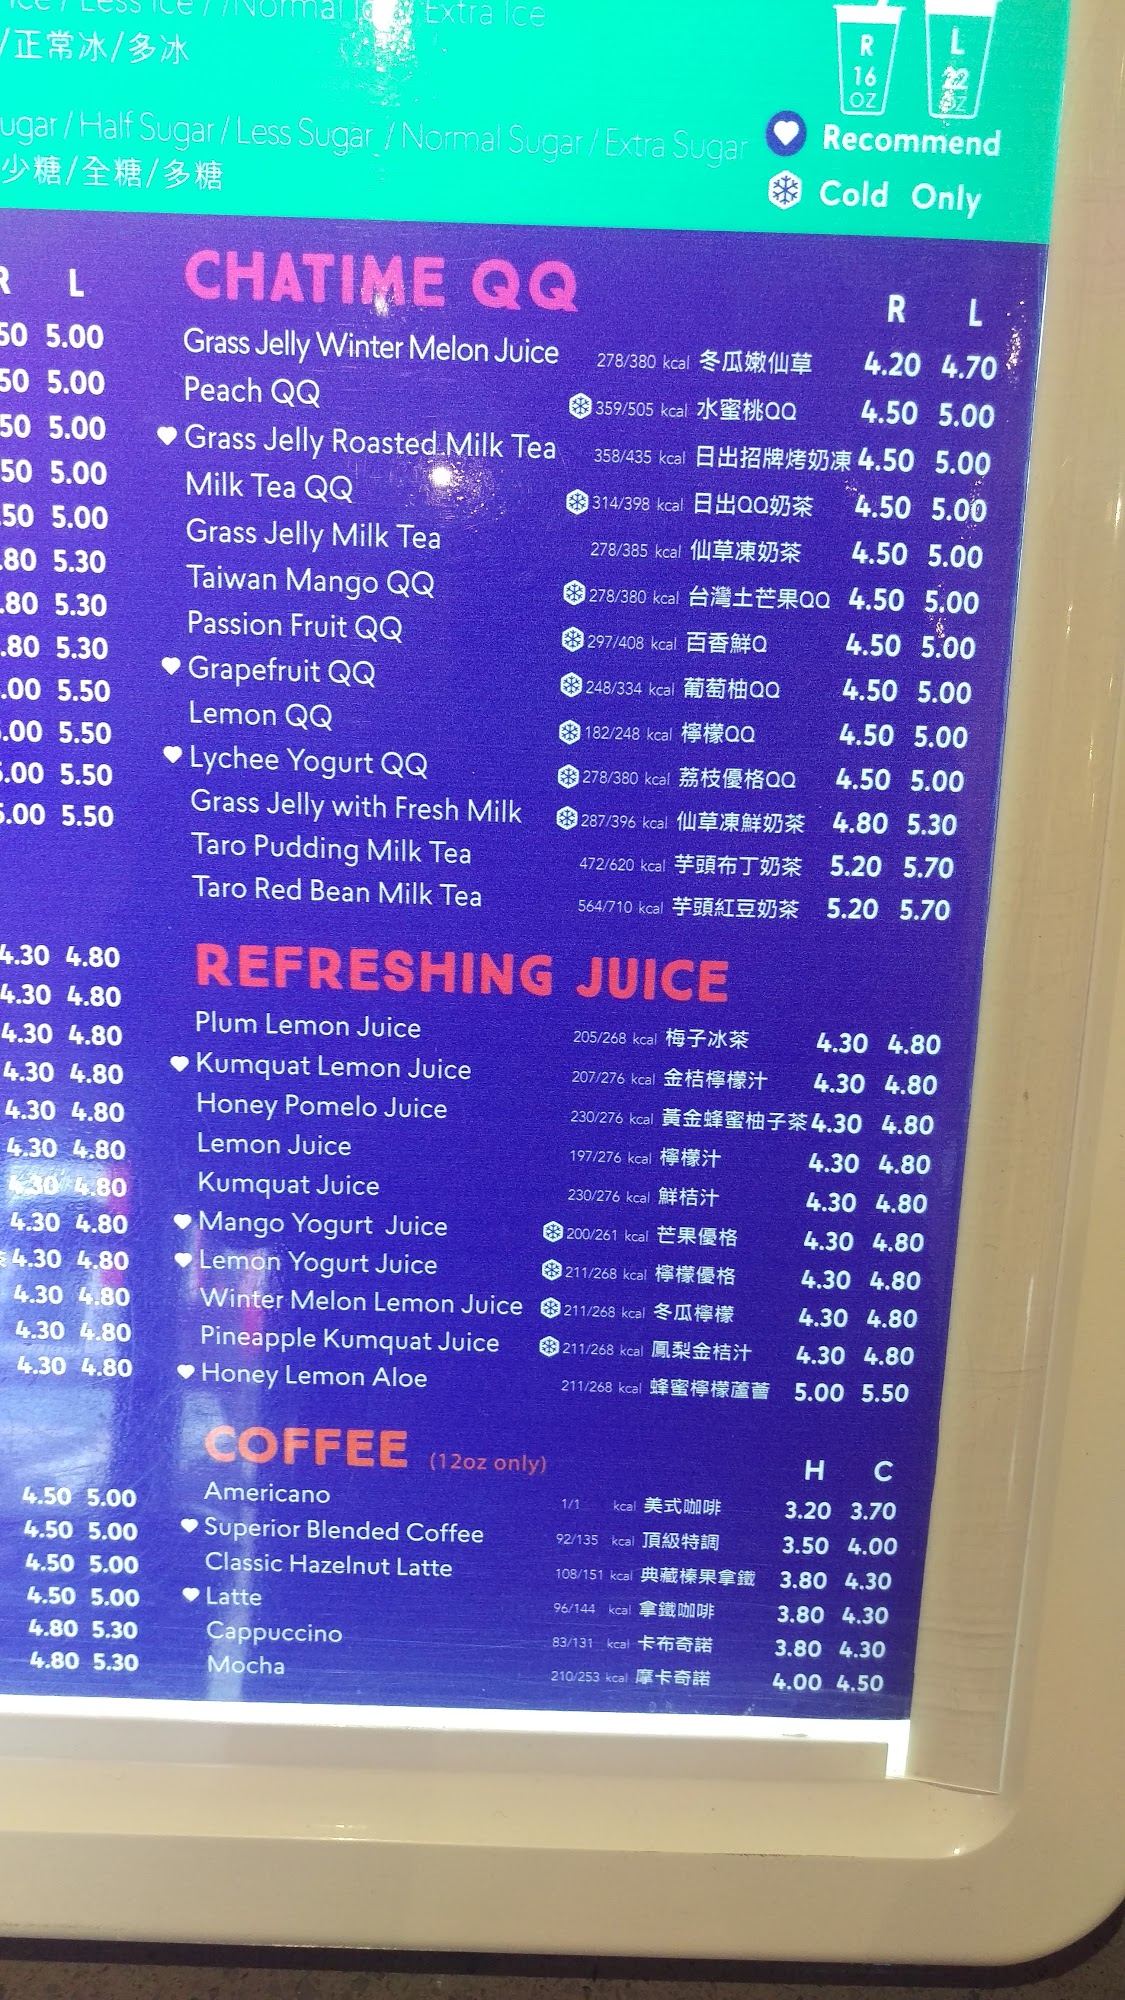 Ice / Less Ice / /Normal Ice / Extra Ice
/正常冰/多冰
R 16 OZ
L 22 OZ
ugar / Half Sugar / Less Sugar / Normal Sugar / Extra Sugar
少糖/全糖/多糖
Recommend
Cold Only
R L
50 5.00
50 5.00
50 5.00
50 5.00
.50 5.00
.80 5.30
.80 5.30
.80 5.30
.00 5.50
.00 5.50
5.00 5.50
5.00 5.50
4.30 4.80
4.30 4.80
4.30 4.80
4.30 4.80
4.30 4.80
4.30 4.80
4.30 4.80
4.30 4.80
4.30 4.80
4.30 4.80
4.30 4.80
4.30 4.80
4.50 5.00
4.50 5.00
4.50 5.00
4.50 5.00
4.80 5.30
4.80 5.30
CHATIME QQ R L
Grass Jelly Winter Melon Juice 278/380 kcal 冬瓜嫩仙草 4.20 4.70
Peach QQ 359/505 kcal 水蜜桃QQ 4.50 5.00
Grass Jelly Roasted Milk Tea 358/435 kcal 日出招牌烤奶凍 4.50 5.00
Milk Tea QQ 314/398 kcal 日出QQ奶茶 4.50 5.00
Grass Jelly Milk Tea 278/385 kcal 仙草凍奶茶 4.50 5.00
Taiwan Mango QQ 278/380 kcal 台灣土芒果QQ 4.50 5.00
Passion Fruit QQ 297/408 kcal 百香鮮Q 4.50 5.00
Grapefruit QQ 248/334 kcal 葡萄柚QQ 4.50 5.00
Lemon QQ 182/248 kcal 檸檬QQ 4.50 5.00
Lychee Yogurt QQ 278/380 kcal 荔枝優格QQ 4.50 5.00
Grass Jelly with Fresh Milk 287/396 kcal 仙草凍鮮奶茶 4.80 5.30
Taro Pudding Milk Tea 472/620 kcal 芋頭布丁奶茶 5.20 5.70
Taro Red Bean Milk Tea 564/710 kcal 芋頭紅豆奶茶 5.20 5.70
REFRESHING JUICE
Plum Lemon Juice 205/268 kcal 梅子冰茶 4.30 4.80
Kumquat Lemon Juice 207/276 kcal 金桔檸檬汁 4.30 4.80
Honey Pomelo Juice 230/276 kcal 黃金蜂蜜柚子茶 4.30 4.80
Lemon Juice 197/276 kcal 檸檬汁 4.30 4.80
Kumquat Juice 230/276 kcal 鮮桔汁 4.30 4.80
Mango Yogurt Juice 200/261 kcal 芒果優格 4.30 4.80
Lemon Yogurt Juice 211/268 kcal 檸檬優格 4.30 4.80
Winter Melon Lemon Juice 211/268 kcal 冬瓜檸檬 4.30 4.80
Pineapple Kumquat Juice 211/268 kcal 鳳梨金桔汁 4.30 4.80
Honey Lemon Aloe 211/268 kcal 蜂蜜檸檬蘆薈 5.00 5.50
COFFEE (12oz only) H C
Americano 1/1 kcal 美式咖啡 3.20 3.70
Superior Blended Coffee 92/135 kcal 頂級特調 3.50 4.00
Classic Hazelnut Latte 108/151 kcal 典藏榛果拿鐵 3.80 4.30
Latte 96/144 kcal 拿鐵咖啡 3.80 4.30
Cappuccino 83/131 kcal 卡布奇諾 3.80 4.30
Mocha 210/253 kcal 摩卡奇諾 4.00 4.50